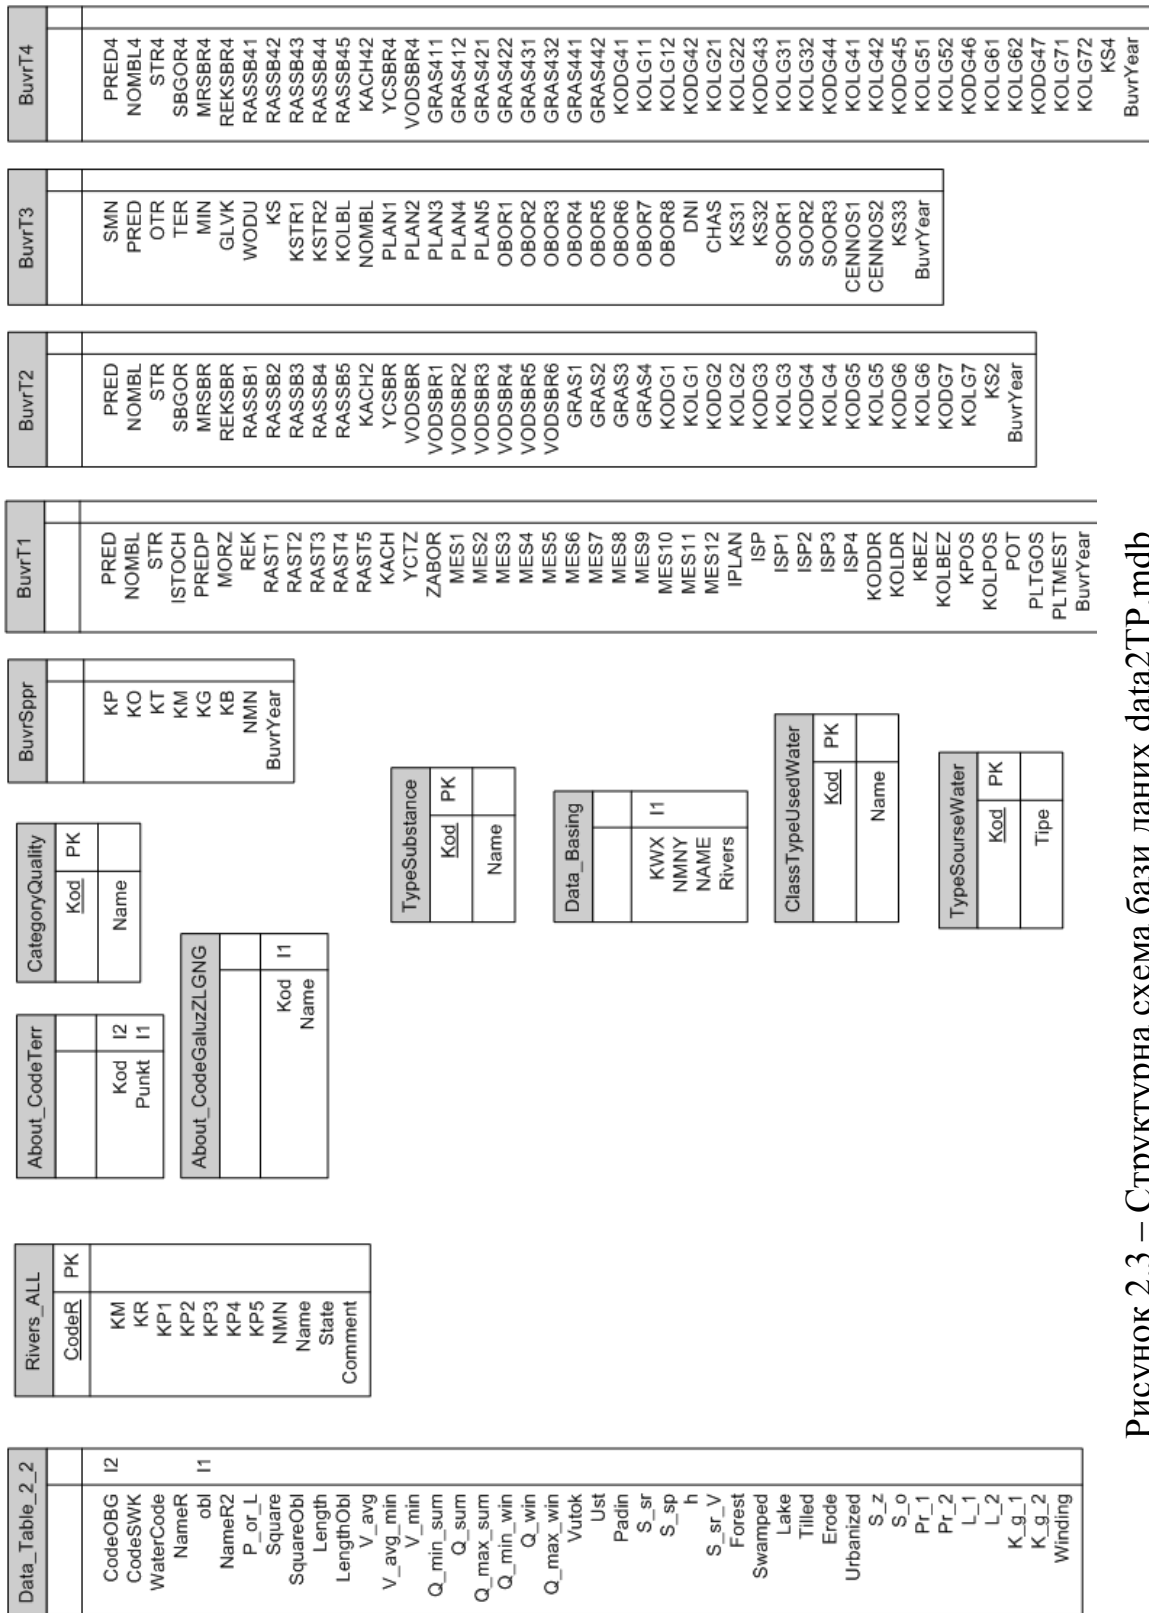 Data_Table_2_2
CodeOBG I2
CodeSWK
WaterCode
NameR
obl I1
NameR2
P_or_L
Square
SquareObl
Length
LengthObl
V_avg
V_avg_min
V_min
Q_min_sum
Q_sum
Q_max_sum
Q_min_win
Q_win
Q_max_win
Vutok
Ust
Padin
S_sr
S_sp
h
S_sr_V
Forest
Swamped
Lake
Tilled
Erode
Urbanized
S_z
S_o
Pr_1
Pr_2
L_1
L_2
K_g_1
K_g_2
Winding
Rivers_ALL
CodeR PK
KM
KR
KP1
KP2
KP3
KP4
KP5
NMN
Name
State
Comment
About_CodeTerr
Kod I2
Punkt I1
CategoryQuality
Kod PK
Name
About_CodeGaluzZLGNG
Kod I1
Name
TypeSubstance
Kod PK
Name
Data_Basing
KWX I1
NMNY
NAME
Rivers
ClassTypeUsedWater
Kod PK
Name
TypeSourseWater
Kod PK
Tipe
BuvrSppr
KP
KO
KT
KM
KG
KB
NMN
BuvrYear
BuvrT1
PRED
NOMBL
STR
ISTOCH
PREDP
MORZ
REK
RAST1
RAST2
RAST3
RAST4
RAST5
KACH
YCTZ
ZABOR
MES1
MES2
MES3
MES4
MES5
MES6
MES7
MES8
MES9
MES10
MES11
MES12
IPLAN
ISP
ISP1
ISP2
ISP3
ISP4
KODDR
KOLDR
KBEZ
KOLBEZ
KPOS
KOLPOS
POT
PLTGOS
PLTMEST
BuvrYear
BuvrT2
PRED
NOMBL
STR
SBGOR
MRSBR
REKSBR
RASSB1
RASSB2
RASSB3
RASSB4
RASSB5
KACH2
YCSBR
VODSBR
VODSBR1
VODSBR2
VODSBR3
VODSBR4
VODSBR5
VODSBR6
GRAS1
GRAS2
GRAS3
GRAS4
KODG1
KOLG1
KODG2
KOLG2
KODG3
KOLG3
KODG4
KOLG4
KODG5
KOLG5
KODG6
KOLG6
KODG7
KOLG7
KS2
BuvrYear
BuvrT3
SMN
PRED
OTR
TER
MIN
GLVK
WODU
KS
KSTR1
KSTR2
KOLBL
NOMBL
PLAN1
PLAN2
PLAN3
PLAN4
PLAN5
OBOR1
OBOR2
OBOR3
OBOR4
OBOR5
OBOR6
OBOR7
OBOR8
DNI
CHAS
KS31
KS32
SOOR1
SOOR2
SOOR3
CENNOS1
CENNOS2
KS33
BuvrYear
BuvrT4
PRED4
NOMBL4
STR4
SBGOR4
MRSBR4
REKSBR4
RASSB41
RASSB42
RASSB43
RASSB44
RASSB45
KACH42
YCSBR4
VODSBR4
GRAS411
GRAS412
GRAS421
GRAS422
GRAS431
GRAS432
GRAS441
GRAS442
KODG41
KOLG11
KOLG12
KODG42
KOLG21
KOLG22
KODG43
KOLG31
KOLG32
KODG44
KOLG41
KOLG42
KODG45
KOLG51
KOLG52
KODG46
KOLG61
KOLG62
KODG47
KOLG71
KOLG72
KS4
BuvrYear
Рисунок 2.3 – Структурна схема бази даних data2TP.mdb